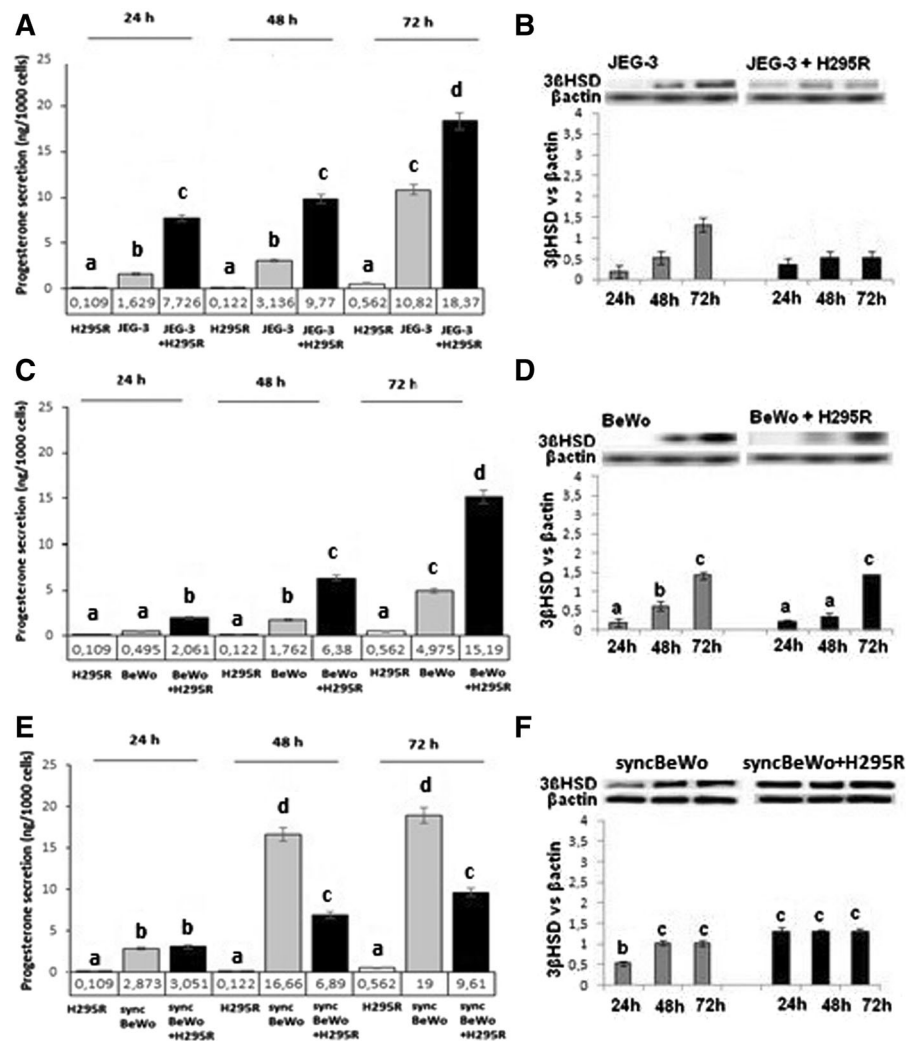 A
24 h 48 h 72 h
Progesterone secretion (ng/1000 cells)
25
20
15
10
5
0
a b c a b c a c d
0,109 1,629 7,726 0,122 3,136 9,77 0,562 10,82 18,37
H295R JEG-3 JEG-3 +H295R H295R JEG-3 JEG-3 +H295R H295R JEG-3 JEG-3 +H295R
B
JEG-3 JEG-3 + H295R
3ßHSD
βactin
3βHSD vs βactin
4
3,5
3
2,5
2
1,5
1
0,5
0
24h 48h 72h 24h 48h 72h
C
24 h 48 h 72 h
Progesterone secretion (ng/1000 cells)
25
20
15
10
5
0
a a b a b c a c d
0,109 0,495 2,061 0,122 1,762 6,38 0,562 4,975 15,19
H295R BeWo BeWo +H295R H295R BeWo BeWo +H295R H295R BeWo BeWo +H295R
D
BeWo BeWo + H295R
3ßHSD
βactin
3βHSD vs βactin
4
3,5
3
2,5
2
1,5
1
0,5
0
a b c a a c
24h 48h 72h 24h 48h 72h
E
24 h 48 h 72 h
Progesterone secretion (ng/1000 cells)
25
20
15
10
5
0
a b b a d c a d c
0,109 2,873 3,051 0,122 16,66 6,89 0,562 19 9,61
H295R sync BeWo sync BeWo +H295R H295R sync BeWo sync BeWo +H295R H295R sync BeWo sync BeWo +H295R
F
syncBeWo syncBeWo+H295R
3ßHSD
βactin
3βHSD vs βactin
4
3,5
3
2,5
2
1,5
1
0,5
0
b c c c c c
24h 48h 72h 24h 48h 72h